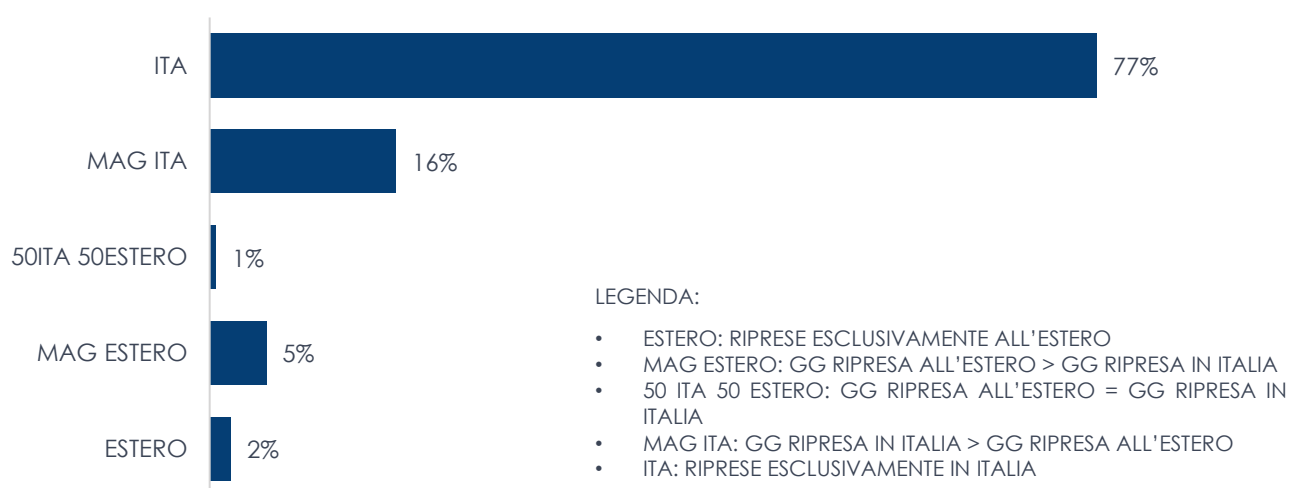 ITA
77%
MAG ITA
16%
50ITA 50ESTERO
1%
MAG ESTERO
5%
ESTERO
2%
LEGENDA:
• ESTERO: RIPRESE ESCLUSIVAMENTE ALL’ESTERO
• MAG ESTERO: GG RIPRESA ALL’ESTERO > GG RIPRESA IN ITALIA
• 50 ITA 50 ESTERO: GG RIPRESA ALL’ESTERO = GG RIPRESA IN
ITALIA
• MAG ITA: GG RIPRESA IN ITALIA > GG RIPRESA ALL’ESTERO
• ITA: RIPRESE ESCLUSIVAMENTE IN ITALIA